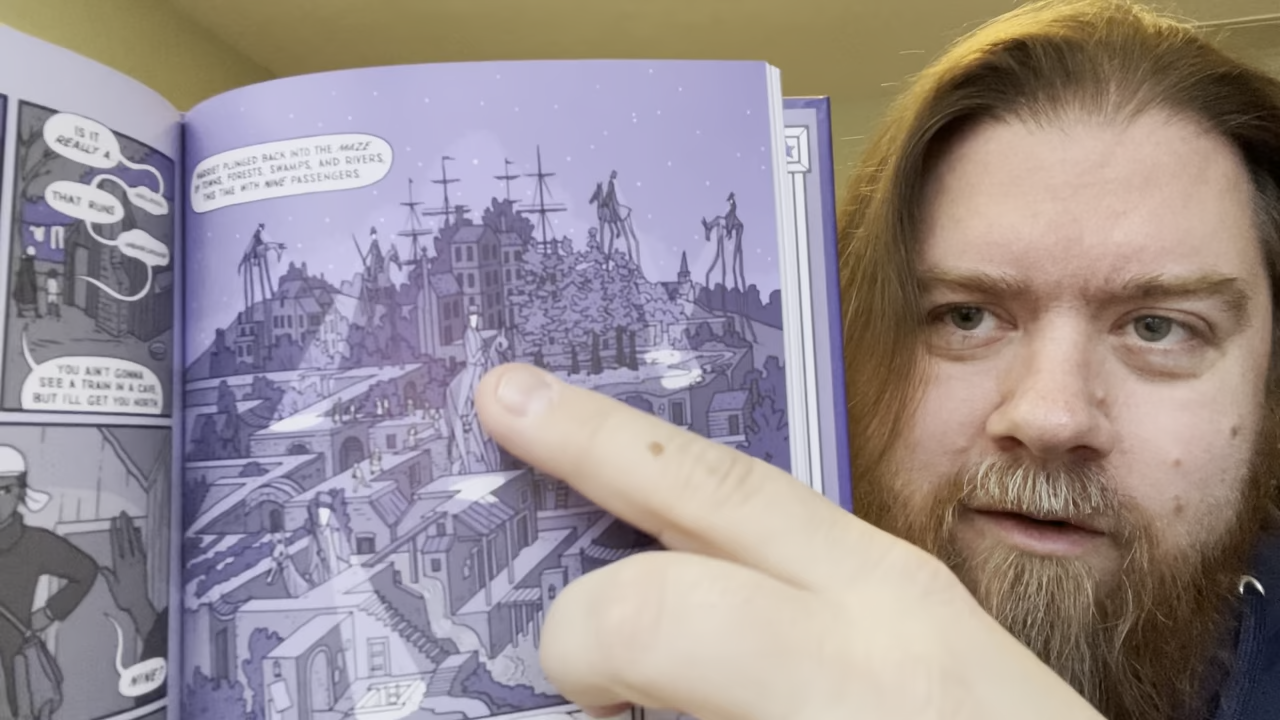 IS IT
REALLY A
THAT RUNS
YOU AIN'T GONNA
SEE A TRAIN IN A CAVE,
BUT I'LL GET YOU NORTH
NINE?
HARRIET PLUNGED BACK INTO THE MAZE
OF TOWNS, FORESTS, SWAMPS, AND RIVERS,
THIS TIME WITH NINE PASSENGERS.